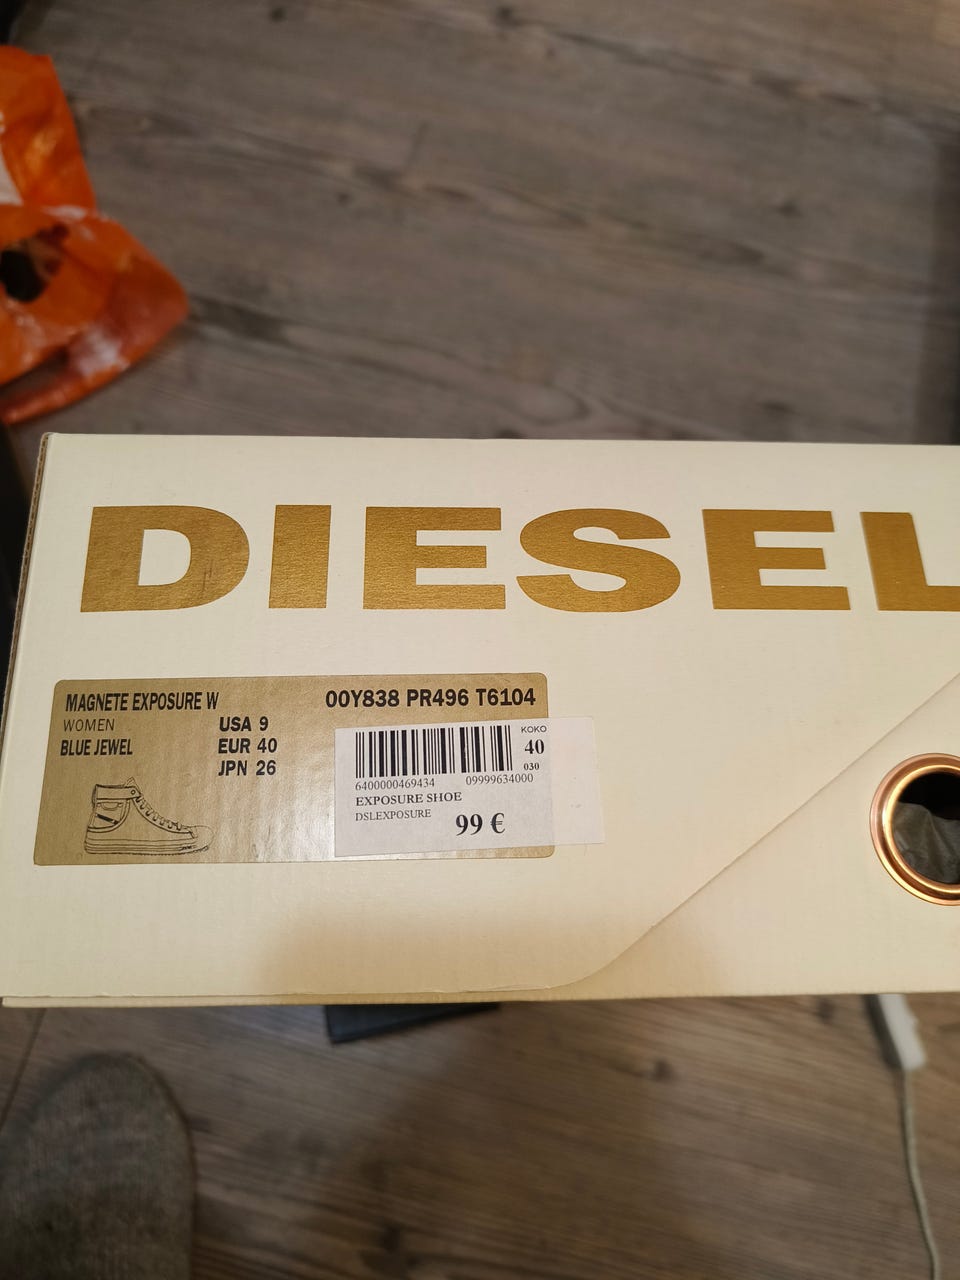 DIESEL
MAGNETE EXPOSURE W 00Y838 PR496 T6104
WOMEN USA 9
BLUE JEWEL EUR 40
JPN 26
KOKO
40
030
6400000469434 09999634000
EXPOSURE SHOE
DSLEXPOSURE
99 €